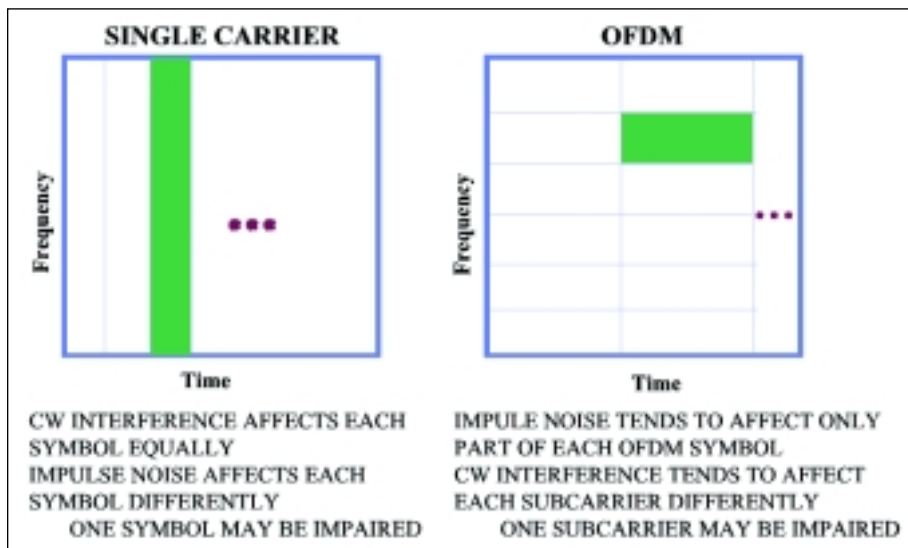 SINGLE CARRIER
Frequency
Time
CW INTERFERENCE AFFECTS EACH
SYMBOL EQUALLY
IMPULSE NOISE AFFECTS EACH
SYMBOL DIFFERENTLY
ONE SYMBOL MAY BE IMPAIRED
OFDM
Frequency
Time
IMPULE NOISE TENDS TO AFFECT ONLY
PART OF EACH OFDM SYMBOL
CW INTERFERENCE TENDS TO AFFECT
EACH SUBCARRIER DIFFERENTLY
ONE SUBCARRIER MAY BE IMPAIRED